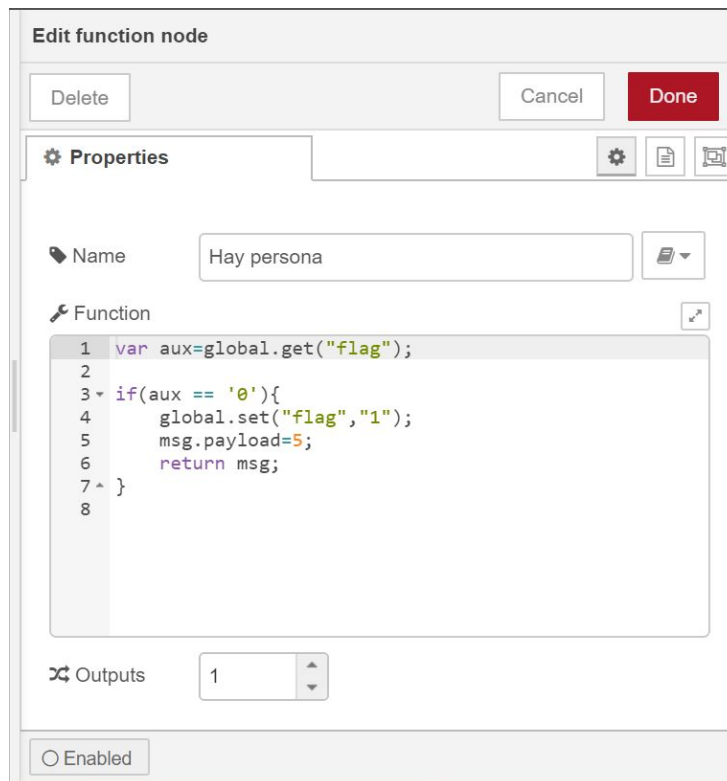 Edit function node
Delete Cancel Done
Properties
Name Hay persona
Function
1 var aux=global.get("flag");
2
3 if(aux == '0'){
4     global.set("flag","1");
5     msg.payload=5;
6     return msg;
7 }
8
Outputs 1
Enabled